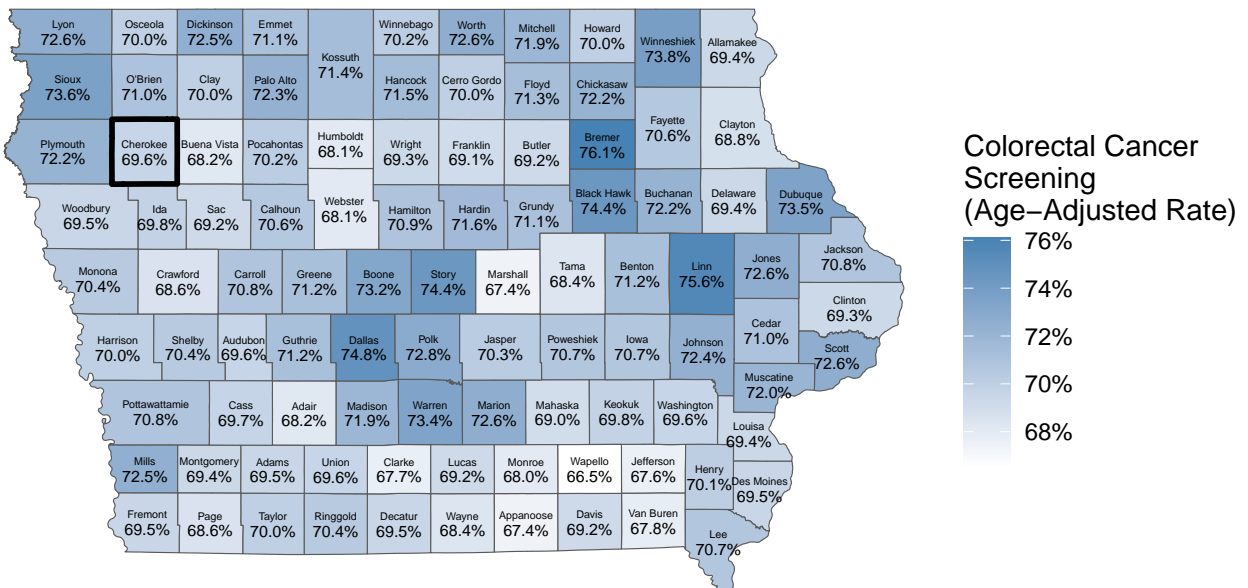 Lyon Osceola Dickinson Emmet Winnebago Worth Mitchell Howard Winneshiek Allamakee
72.6% 70.0% 72.5% 71.1% 70.2% 72.6% 71.9% 70.0% 73.8% 69.4%
Kossuth
71.4%
Sioux O'Brien Clay Palo Alto Hancock Cerro Gordo Floyd Chickasaw
73.6% 71.0% 70.0% 72.3% 71.5% 70.0% 71.3% 72.2%
Fayette Clayton
70.6% 68.8%
Plymouth Cherokee Buena Vista Pocahontas Humboldt Wright Franklin Butler Bremer
72.2% 69.6% 68.2% 70.2% 68.1% 69.3% 69.1% 69.2% 76.1%
Woodbury Ida Sac Calhoun Webster Hamilton Hardin Grundy Black Hawk Buchanan Delaware Dubuque
69.5% 69.8% 69.2% 70.6% 68.1% 70.9% 71.6% 71.1% 74.4% 72.2% 69.4% 73.5%
Monona Crawford Carroll Greene Boone Story Marshall Tama Benton Linn Jones Jackson
70.4% 68.6% 70.8% 71.2% 73.2% 74.4% 67.4% 68.4% 71.2% 75.6% 72.6% 70.8%
Clinton
69.3%
Harrison Shelby Audubon Guthrie Dallas Polk Jasper Poweshiek Iowa Johnson Cedar Scott
70.0% 70.4% 69.6% 71.2% 74.8% 72.8% 70.3% 70.7% 70.7% 72.4% 71.0% 72.6%
Muscatine
72.0%
Pottawattamie Cass Adair Madison Warren Marion Mahaska Keokuk Washington Louisa
70.8% 69.7% 68.2% 71.9% 73.4% 72.6% 69.0% 69.8% 69.6% 69.4%
Mills Montgomery Adams Union Clarke Lucas Monroe Wapello Jefferson Henry Des Moines
72.5% 69.4% 69.5% 69.6% 67.7% 69.2% 68.0% 66.5% 67.6% 70.1% 69.5%
Fremont Page Taylor Ringgold Decatur Wayne Appanoose Davis Van Buren Lee
69.5% 68.6% 70.0% 70.4% 69.5% 68.4% 67.4% 69.2% 67.8% 70.7%
Colorectal Cancer
Screening
(Age−Adjusted Rate)
76%
74%
72%
70%
68%